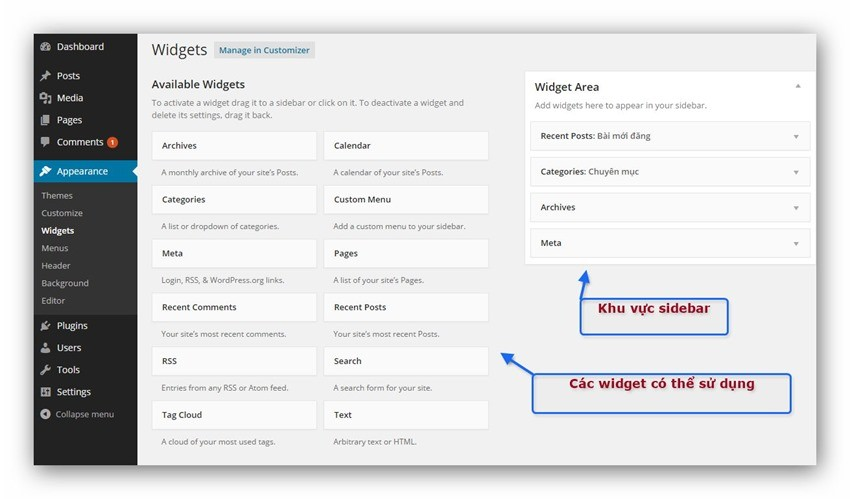 Dashboard
Posts
Media
Pages
Comments 1
Appearance
Themes
Customize
Widgets
Menus
Header
Background
Editor
Plugins
Users
Tools
Settings
Collapse menu
Widgets Manage in Customizer
Available Widgets
To activate a widget drag it to a sidebar or click on it. To deactivate a widget and
delete its settings, drag it back.
Archives
A monthly archive of your site's Posts.
Calendar
A calendar of your site's Posts.
Categories
A list or dropdown of categories.
Custom Menu
Add a custom menu to your sidebar.
Meta
Login, RSS, & WordPress.org links.
Pages
A list of your site's Pages.
Recent Comments
Your site's most recent comments.
Recent Posts
Your site's most recent Posts.
RSS
Entries from any RSS or Atom feed.
Search
A search form for your site.
Tag Cloud
A cloud of your most used tags.
Text
Arbitrary text or HTML.
Widget Area
Add widgets here to appear in your sidebar.
Recent Posts: Bài mới đăng
Categories: Chuyên mục
Archives
Meta
Khu vực sidebar
Các widget có thể sử dụng